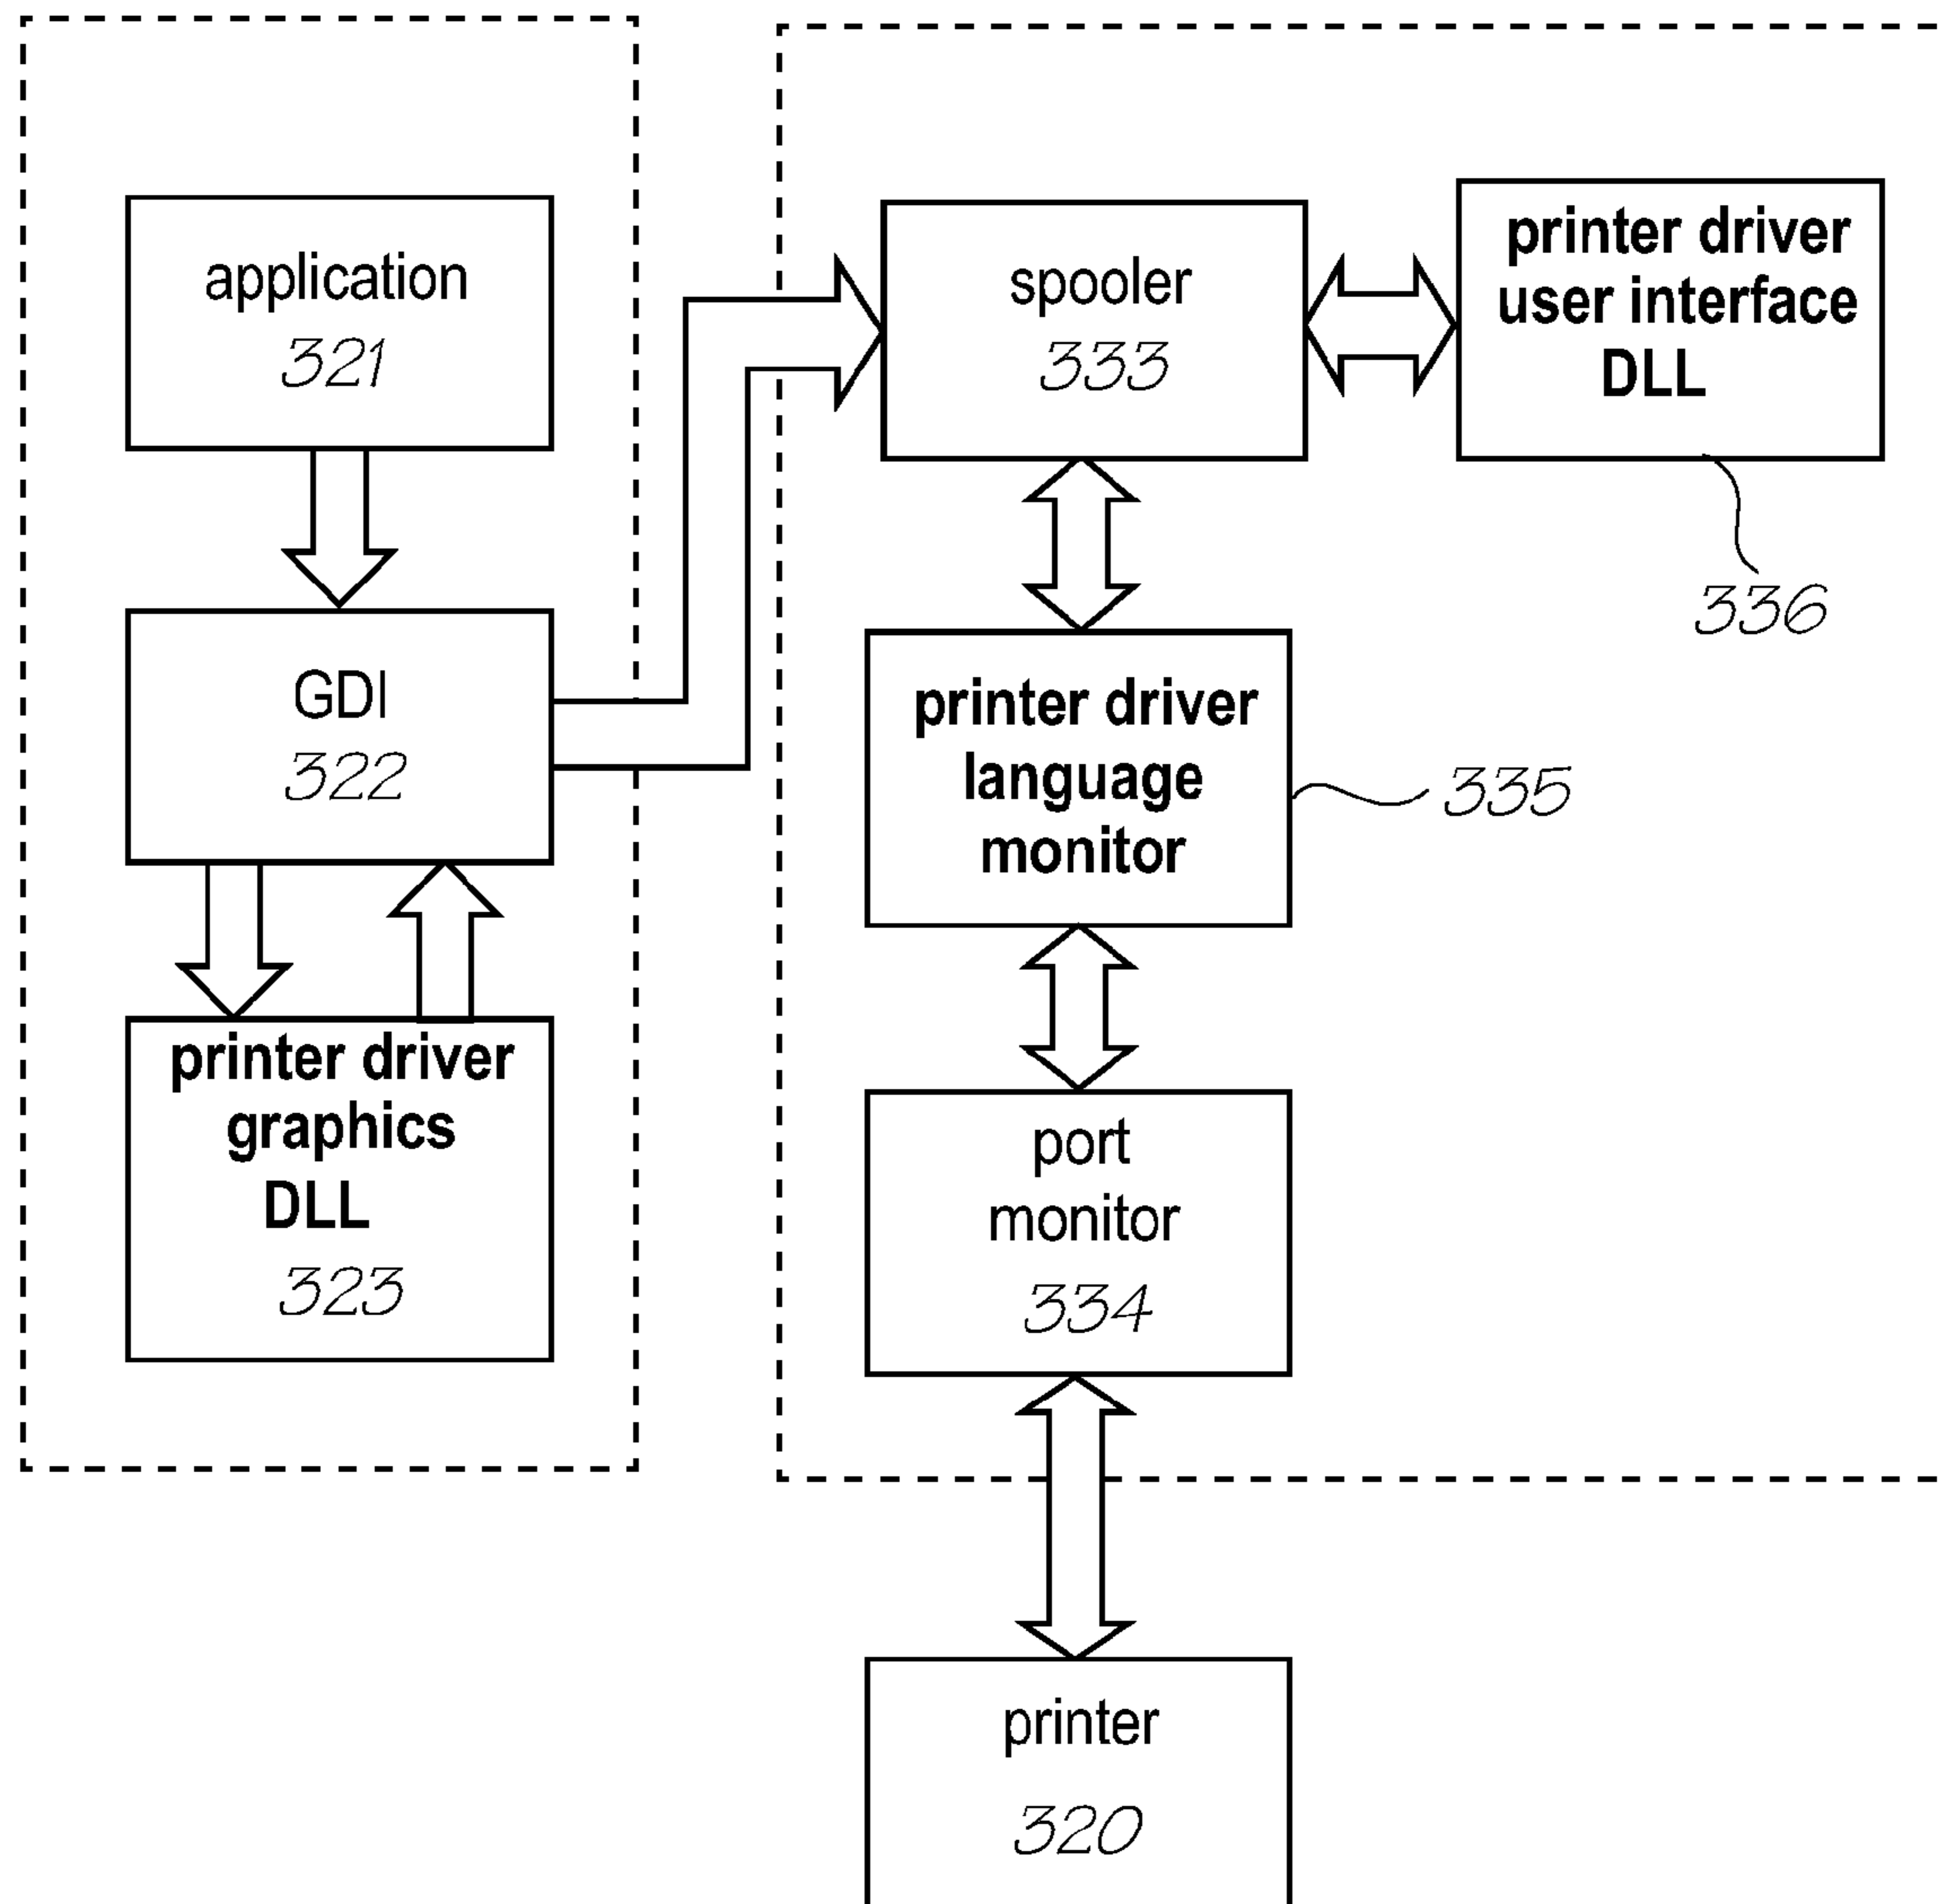 application
321
GDI
322
printer driver
graphics
DLL
323
spooler
333
printer driver
user interface
DLL
336
printer driver
language
monitor
335
port
monitor
334
printer
320